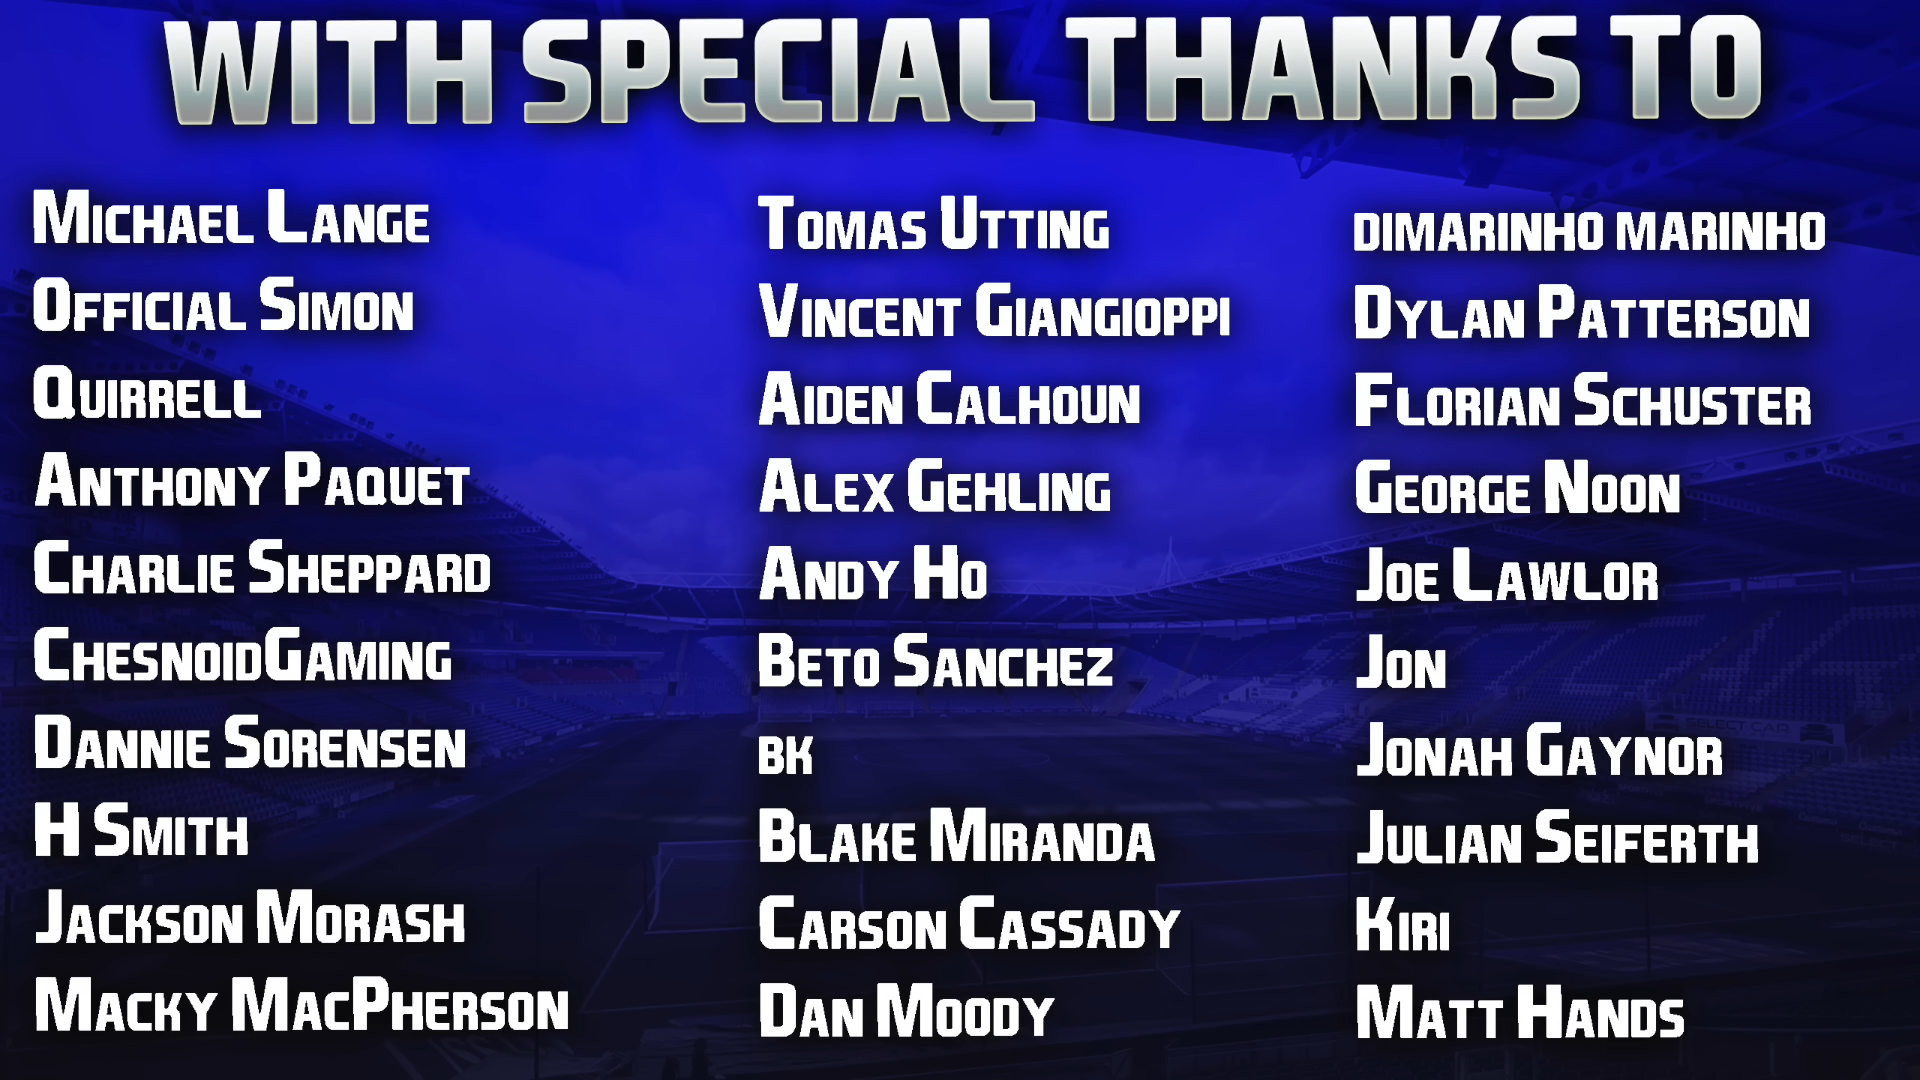 WITH SPECIAL THANKS TO
Michael Lange
Official Simon
Quirrell
Anthony Paquet
Charlie Sheppard
ChesnoidGaming
Dannie Sorensen
H Smith
Jackson Morash
Macky MacPherson
Tomas Utting
Vincent Giangioppi
Aiden Calhoun
Alex Gehling
Andy Ho
Beto Sanchez
bk
Blake Miranda
Carson Cassady
Dan Moody
dimarinho marinho
Dylan Patterson
Florian Schuster
George Noon
Joe Lawlor
Jon
Jonah Gaynor
Julian Seiferth
Kiri
Matt Hands
SELECT CAR